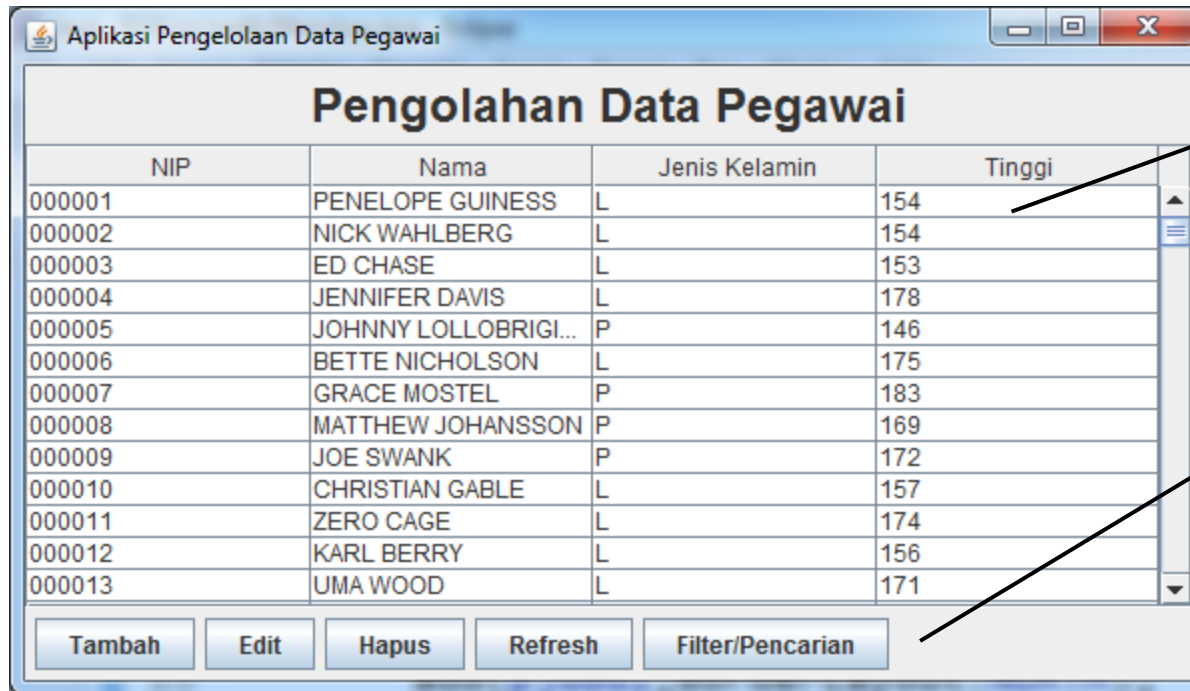 Aplikasi Pengelolaan Data Pegawai
Pengolahan Data Pegawai
NIP Nama Jenis Kelamin Tinggi
000001 PENELOPE GUINESS L 154
000002 NICK WAHLBERG L 154
000003 ED CHASE L 153
000004 JENNIFER DAVIS L 178
000005 JOHNNY LOLLOBRIGI... P 146
000006 BETTE NICHOLSON L 175
000007 GRACE MOSTEL P 183
000008 MATTHEW JOHANSSON P 169
000009 JOE SWANK P 172
000010 CHRISTIAN GABLE L 157
000011 ZERO CAGE L 174
000012 KARL BERRY L 156
000013 UMA WOOD L 171
Tambah Edit Hapus Refresh Filter/Pencarian